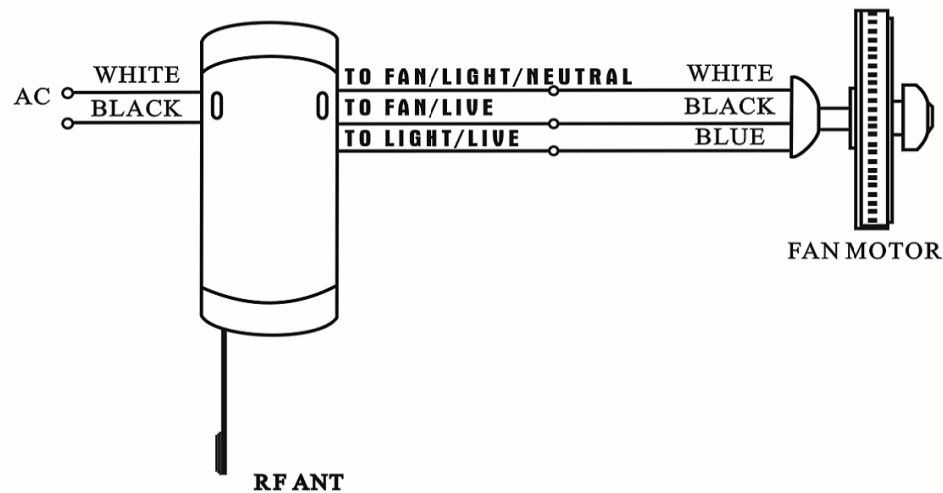 WHITE
AC
BLACK
TO FAN/LIGHT/NEUTRAL
TO FAN/LIVE
TO LIGHT/LIVE
WHITE
BLACK
BLUE
FAN MOTOR
RF ANT